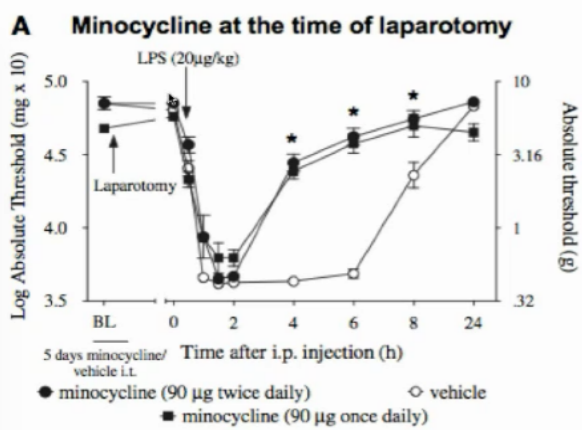 A Minocycline at the time of laparotomy
LPS (20µg/kg)
Log Absolute Threshold (mg x 10)
5.0
4.5
4.0
3.5
10
3.16
1
.32
Absolute threshold (g)
Laparotomy
BL 0 2 4 6 8 24
5 days minocycline/
vehicle i.t.
Time after i.p. injection (h)
minocycline (90 µg twice daily) vehicle
minocycline (90 µg once daily)